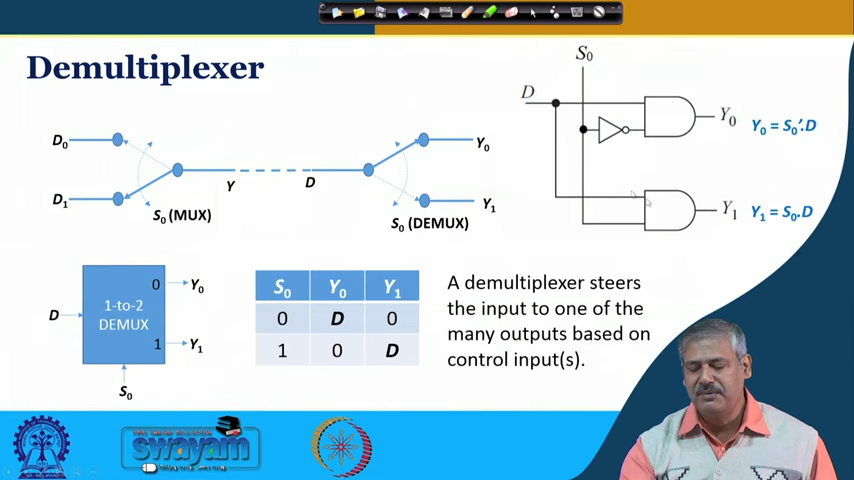 Demultiplexer
D0
D1
S0 (MUX)
Y
D
S0 (DEMUX)
Y0
Y1
S0
D
Y0
Y0 = S0'.D
Y1
Y1 = S0.D
D
1-to-2
DEMUX
0
Y0
1
Y1
S0
S0 Y0 Y1
0 D 0
1 0 D
A demultiplexer steers
the input to one of the
many outputs based on
control input(s).
swayam